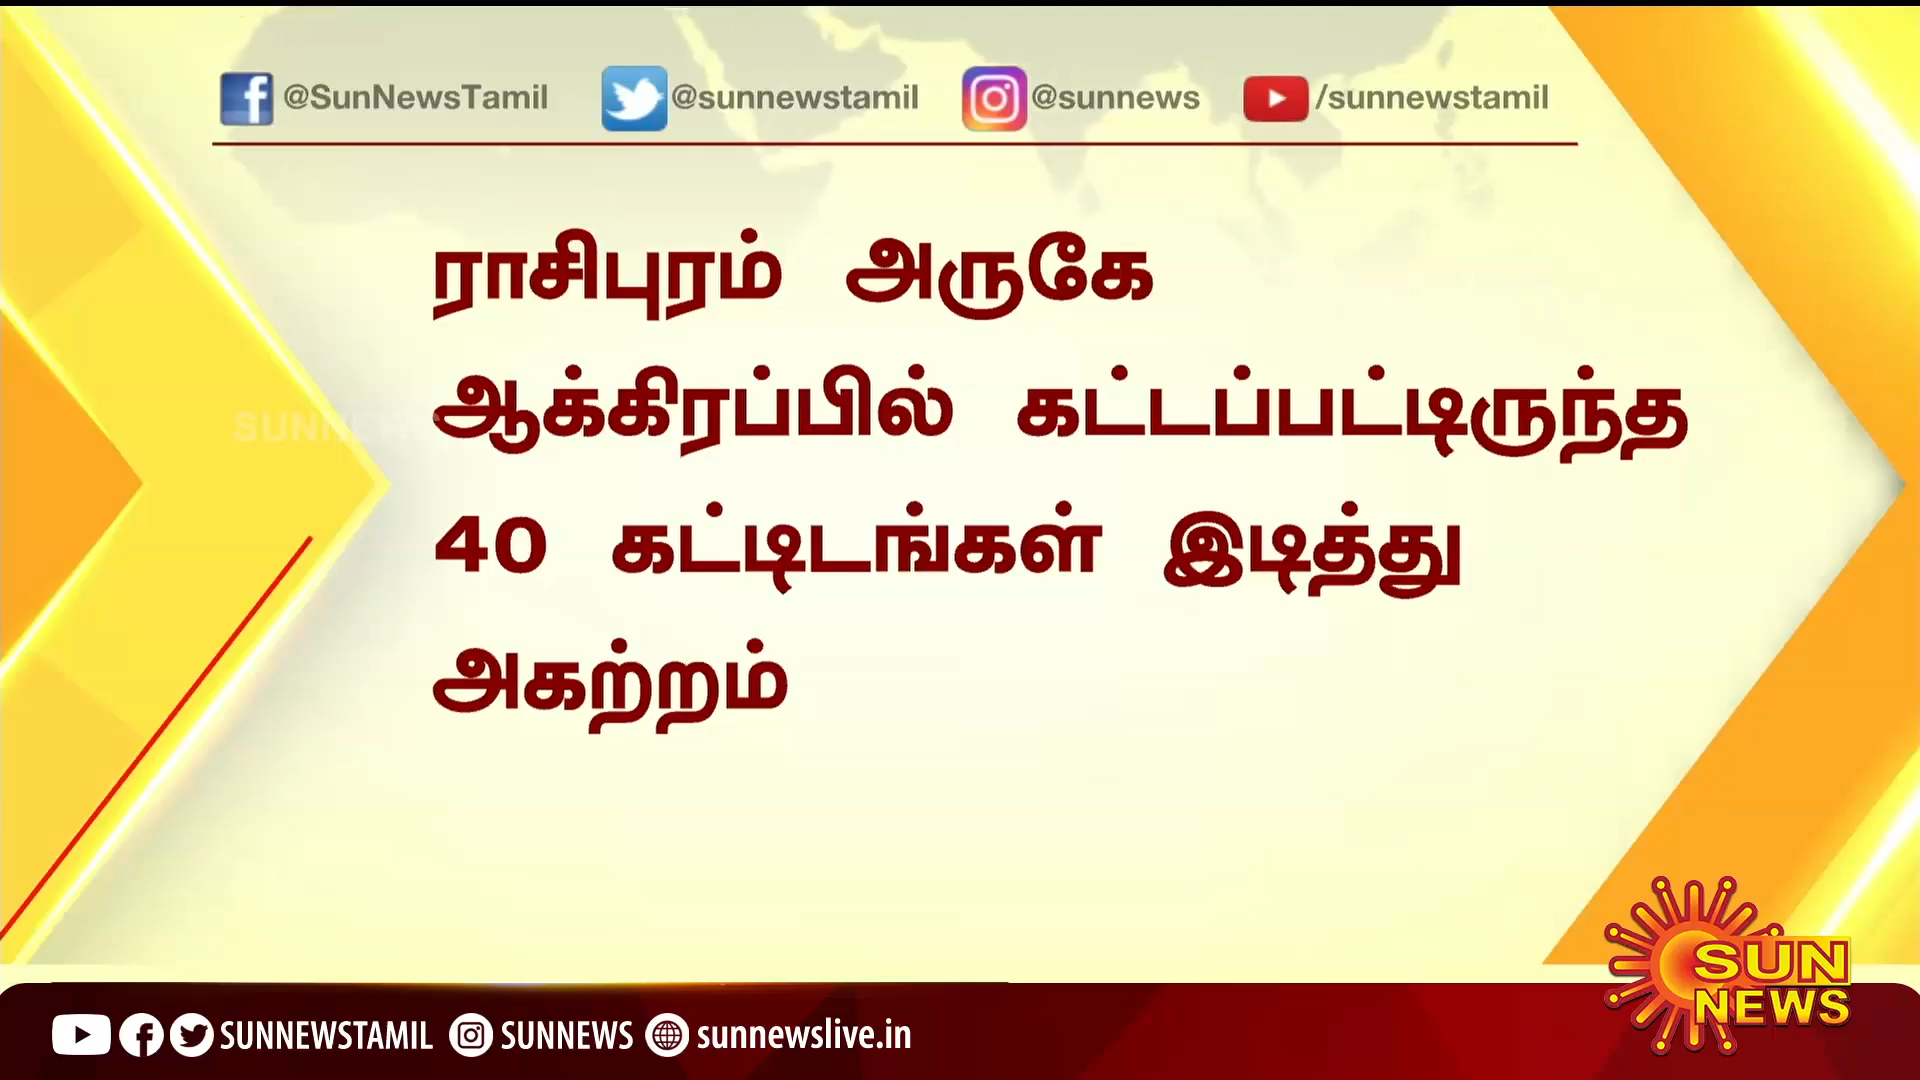 @SunNewsTamil @sunnewstamil @sunnews /sunnewstamil
ராசிபுரம் அருகே
ஆக்கிரப்பில் கட்டப்பட்டிருந்த
SUNNEWS
40 கட்டிடங்கள் இடித்து
அகற்றம்
SUN
NEWS
SUNNEWSTAMIL SUNNEWS sunnewslive.in